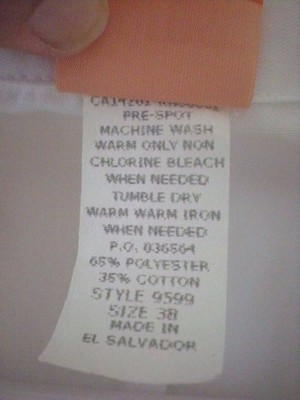 PRE-SPOT
MACHINE WASH
WARM ONLY NON
CHLORINE BLEACH
WHEN NEEDED
TUMBLE DRY
WARM WARM IRON
WHEN NEEDED
P.O. 036564
65% POLYESTER
35% COTTON
STYLE 9599
SIZE 38
MADE IN
EL SALVADOR